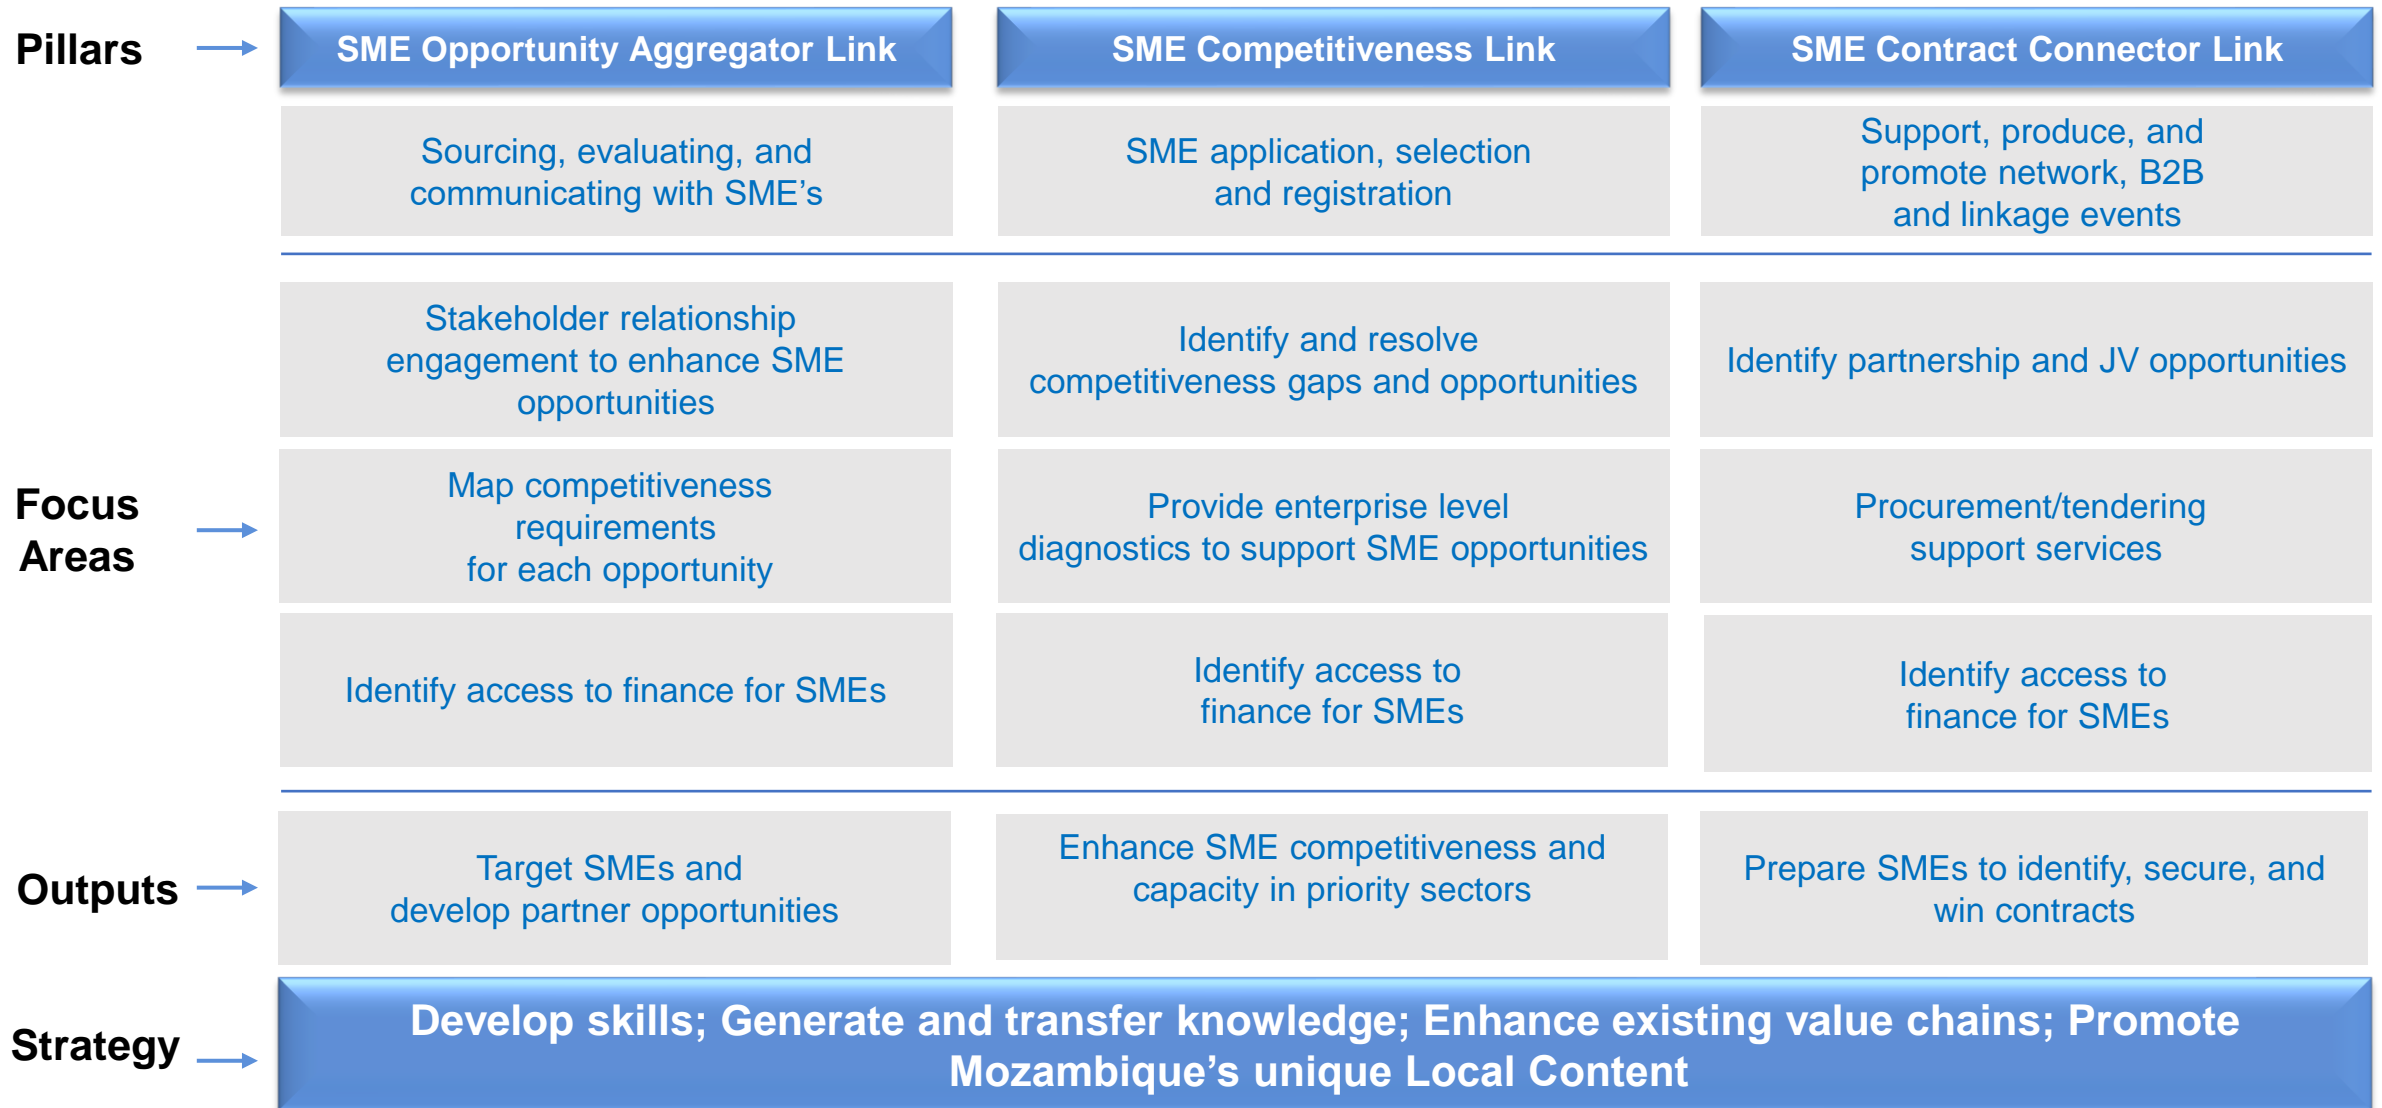 Pillars
SME Opportunity Aggregator Link
SME Competitiveness Link
SME Contract Connector Link
Sourcing, evaluating, and
communicating with SME’s
SME application, selection
and registration
Support, produce, and
promote network, B2B
and linkage events
Focus
Areas
Stakeholder relationship
engagement to enhance SME
opportunities
Identify and resolve
competitiveness gaps and opportunities
Identify partnership and JV opportunities
Map competitiveness
requirements
for each opportunity
Provide enterprise level
diagnostics to support SME opportunities
Procurement/tendering
support services
Identify access to finance for SMEs
Identify access to
finance for SMEs
Identify access to
finance for SMEs
Outputs
Target SMEs and
develop partner opportunities
Enhance SME competitiveness and
capacity in priority sectors
Prepare SMEs to identify, secure, and
win contracts
Strategy
Develop skills; Generate and transfer knowledge; Enhance existing value chains; Promote
Mozambique’s unique Local Content